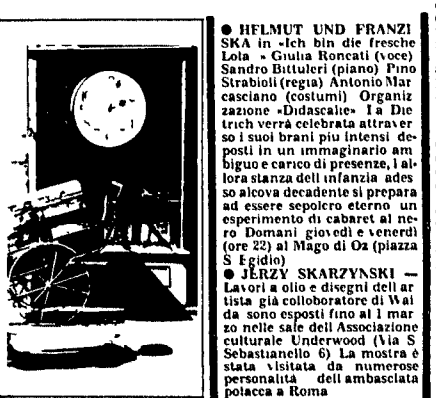 ● HELMUT UND FRANZI
SKA in «Ich bin die fresche
Lola » Giulia Roncati (voce)
Sandro Bittuleri (piano) Pino
Strabioli (regia) Antonio Mar
casciano (costumi) Organiz
zazione «Didascalie» La Die
trich verrà celebrata attraver
so i suoi brani piu intensi de-
posti in un immaginario am
biguo e carico di presenze, l al-
lora stanza dell infanzia ades
so alcova decadente si prepara
ad essere sepolcro eterno un
esperimento di cabaret al ne-
ro Domani giovedì e venerdì
(ore 22) al Mago di Oz (piazza
S Egidio)
● JERZY SKARZYNSKI —
Lavori a olio e disegni dell ar
tista già colloboratore di Wai
da sono esposti fino al 1 mar
zo nelle sale dell Associazione
culturale Underwood (Via S
Sebastianello 6) La mostra è
stata visitata da numerose
personalità dell ambasciata
polacca a Roma